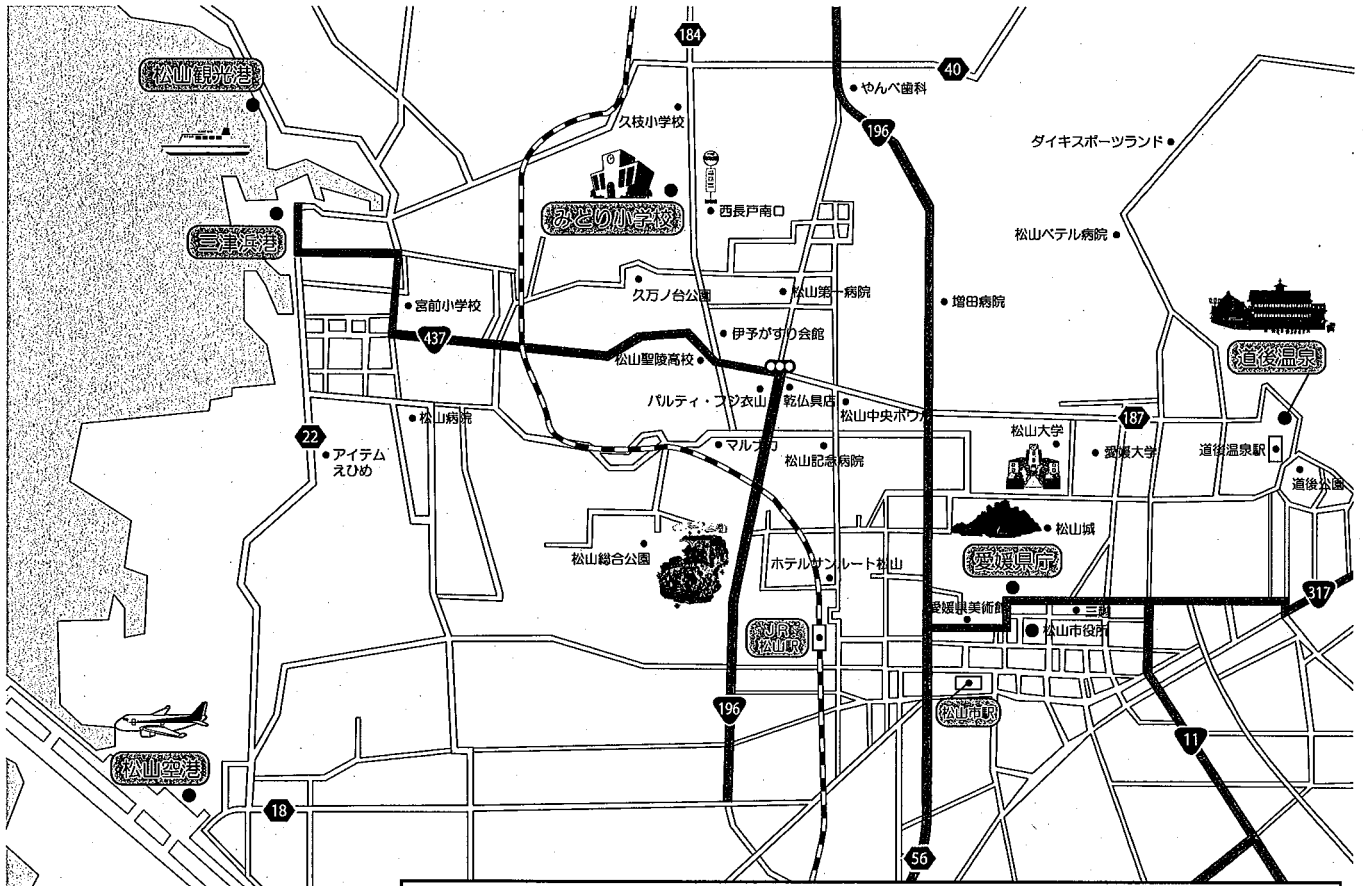 184
松山観光港
40
やんべ歯科
久枝小学校
196
ダイキスポーツランド
みどり小学校
西長戸南口
三津浜港
松山ベテル病院
久万ノ台公園
松山第一病院
宮前小学校
増田病院
437
伊予がすり会館
松山聖陵高校
道後温泉
パルティ・フジ衣山
乾仏具店
松山中央ボウル
松山病院
187
22
松山大学
マルナカ
松山記念病院
愛媛大学
道後温泉駅
アイテム
えひめ
道後公園
松山城
松山総合公園
ホテルサンルート松山
愛媛県庁
317
愛媛県美術館
三越
JR
松山駅
松山市役所
196
松山市駅
11
松山空港
18
56